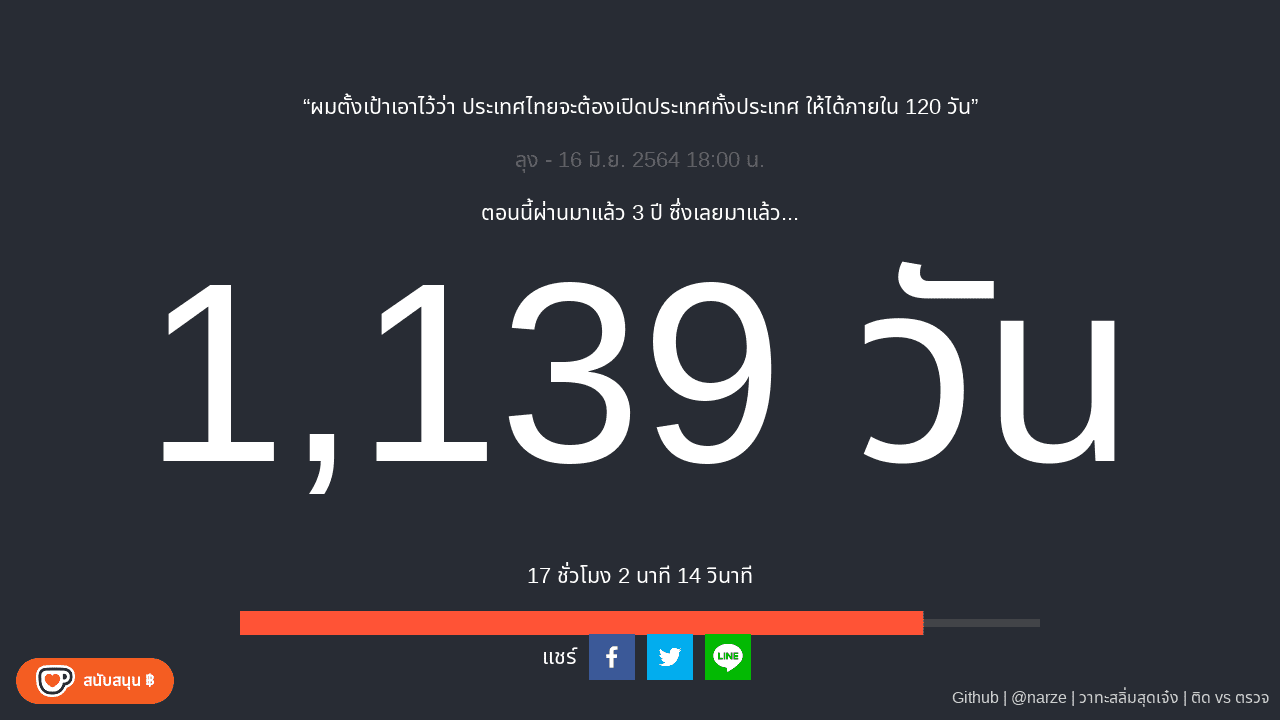 “ผมตั้งเป้าเอาไว้ว่า ประเทศไทยจะต้องเปิดประเทศทั้งประเทศ ให้ได้ภายใน 120 วัน”
ลุง - 16 มิ.ย. 2564 18:00 น.
ตอนนี้ผ่านมาแล้ว 3 ปี ซึ่งเลยมาแล้ว...
1,139 วัน
17 ชั่วโมง 2 นาที 14 วินาที
แชร์
LINE
สนับสนุน ฿
Github | @narze | วาทะสลิ่มสุดเจ๋ง | ติด vs ตรวจ